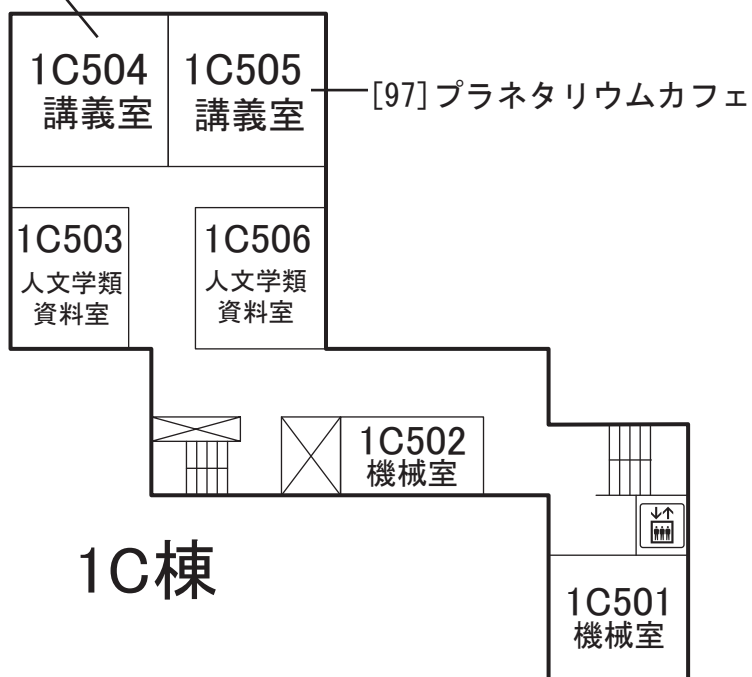 1C504
講義室
1C505
講義室
[97]プラネタリウムカフェ
1C503
人文学類
資料室
1C506
人文学類
資料室
1C502
機械室
1C棟
1C501
機械室